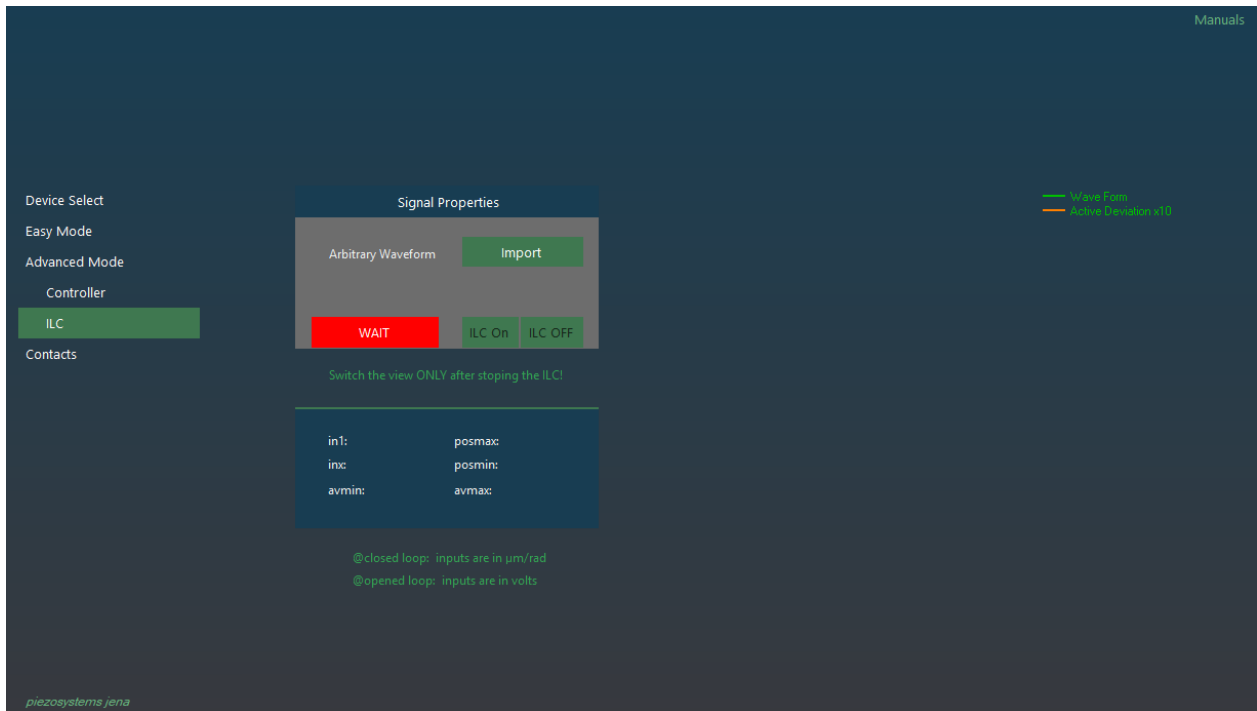 Manuals
Device Select
Easy Mode
Advanced Mode
Controller
ILC
Contacts
Signal Properties
Arbitrary Waveform Import
WAIT ILC On ILC OFF
Switch the view ONLY after stoping the ILC!
in1: posmax:
inx: posmin:
avmin: avmax:
@closed loop: inputs are in µm/rad
@opened loop: inputs are in volts
Wave Form
Active Deviation x10
piezosystems jena